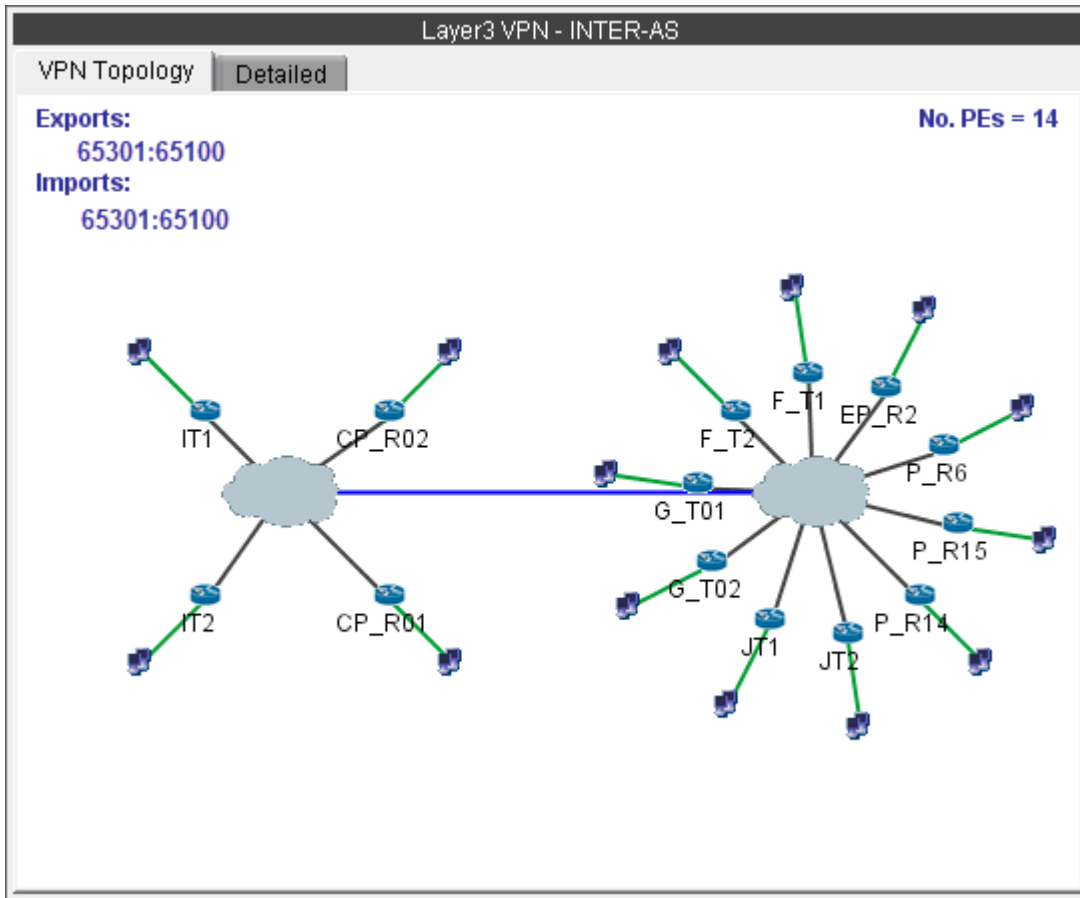 Layer3 VPN - INTER-AS
VPN Topology
Detailed
Exports:
No. PEs = 14
65301:65100
Imports:
65301:65100
F_T1
EP_R2
IT1
CP_R02
F_T2
P_R6
G_T01
P_R15
G_T02
IT2
CP_R01
P_R14
JT1
JT2